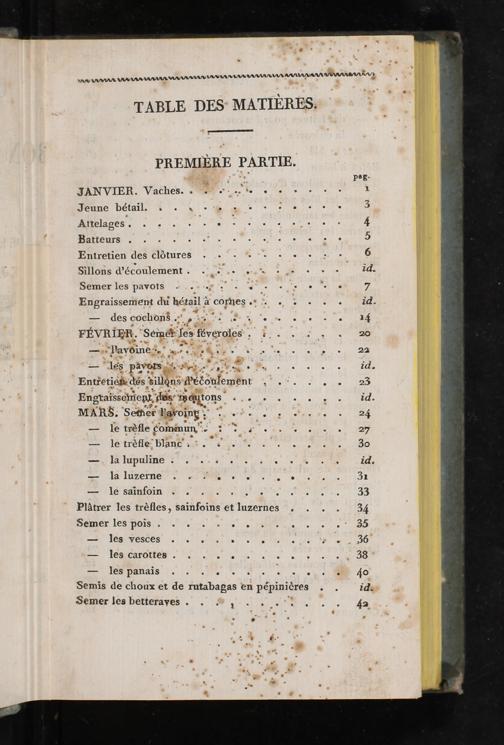 TABLE DES MATIÈRES.
PREMIÈRE PARTIE.
pag.
JANVIER. Vaches. . . . . . . . . . . 1
Jeune bétail. . . . . . . . . . . . 3
Attelages . . . . . . . . . . . . 4
Batteurs . . . . . . . . . . . . 5
Entretien des clôtures . . . . . . . . 6
Sillons d'écoulement . . . . . . . . . id.
Semer les pavots . . . . . . . . . . 7
Engraissement du bétail à cornes . . . . . . id.
— des cochons . . . . . . . . . . 14
FÉVRIER. Semer les féveroles . . . . . . . 20
— l'avoine . . . . . . . . . . . 22
— les pavots . . . . . . . . . . id.
Entretien des sillons d'écoulement . . . . . 23
Engraissement des moutons . . . . . . . id.
MARS. Semer l'avoine . . . . . . . . . 24
— le trèfle commun . . . . . . . . . 27
— le trèfle blanc . . . . . . . . . . 30
— la lupuline . . . . . . . . . . . id.
— la luzerne . . . . . . . . . . . 31
— le sainfoin . . . . . . . . . . . 33
Plâtrer les trèfles, sainfoins et luzernes . . . . 34
Semer les pois . . . . . . . . . . . 35
— les vesces . . . . . . . . . . . 36
— les carottes . . . . . . . . . . . 38
— les panais . . . . . . . . . . . 40
Semis de choux et de rutabagas en pépinières . . id.
Semer les betteraves . . . . . . . . . . 42